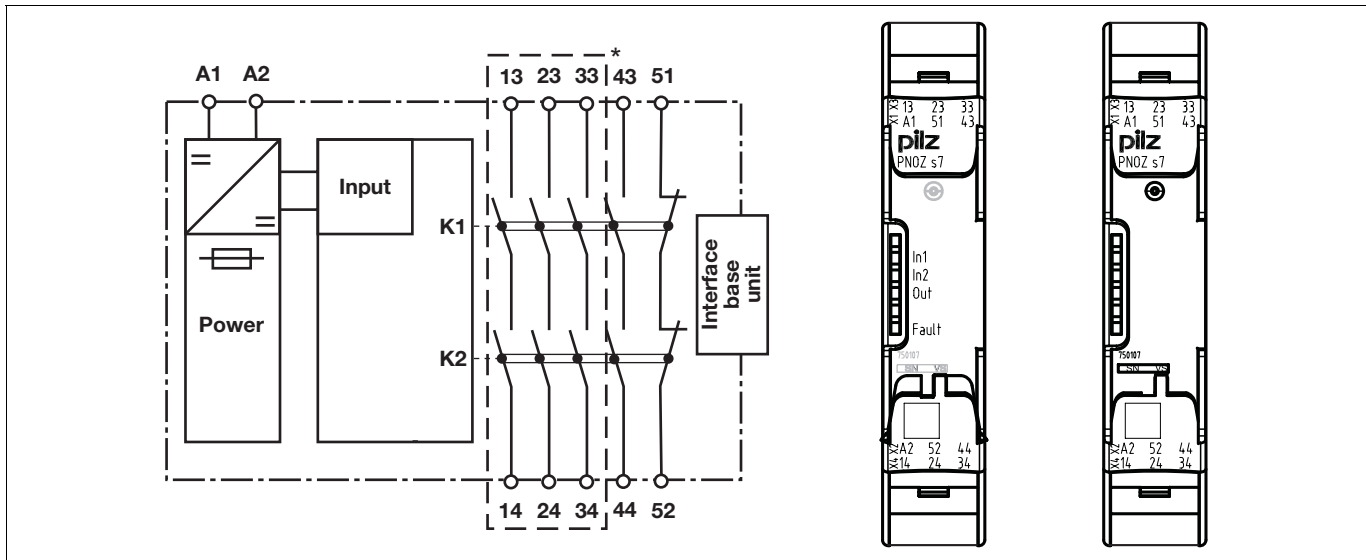 A1 A2
13 23 33 43 51
*
Input
Power
K1
K2
Interface
base
unit
14 24 34 44 52
X3 13 23 33
X1 A1 51 43
pilz
PNOZ s7
In1
In2
Out
Fault
750107
SN VS
X2 A2 52 44
X4 14 24 34
X3 13 23 33
X1 A1 51 43
pilz
PNOZ s7
750107
SN VS
X2 A2 52 44
X4 14 24 34